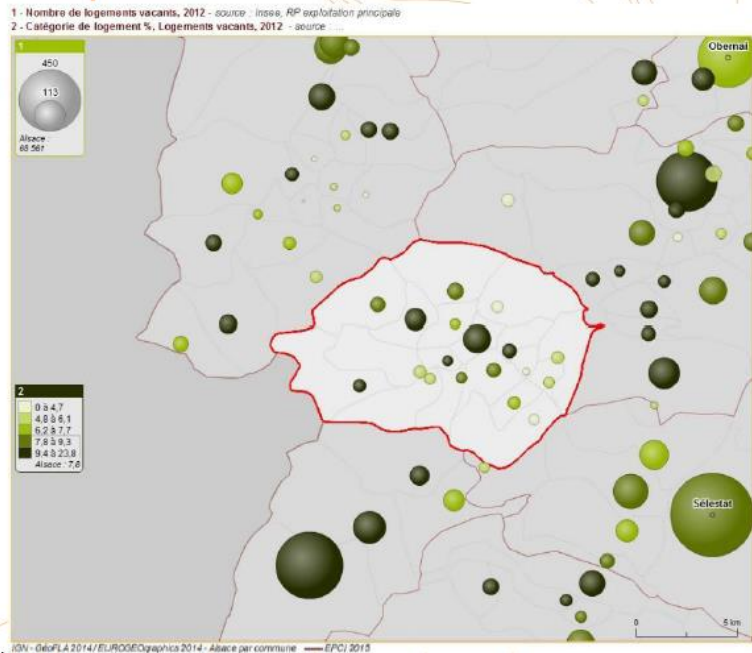 1 - Nombre de logements vacants, 2012 - source : Insee, RP exploitation principale
2 - Catégorie de logement %, Logements vacants, 2012 - source : ...
1
450
113
Alsace :
68 561
Obernai
2
0 à 4,7
4,8 à 6,1
6,2 à 7,7
7,8 à 9,3
9,4 à 23,8
Alsace : 7,8
Sélestat
0 5 km
IGN - GéoFLA 2014 / EUROGEOgraphics 2014 - Alsace par commune EPCI 2015